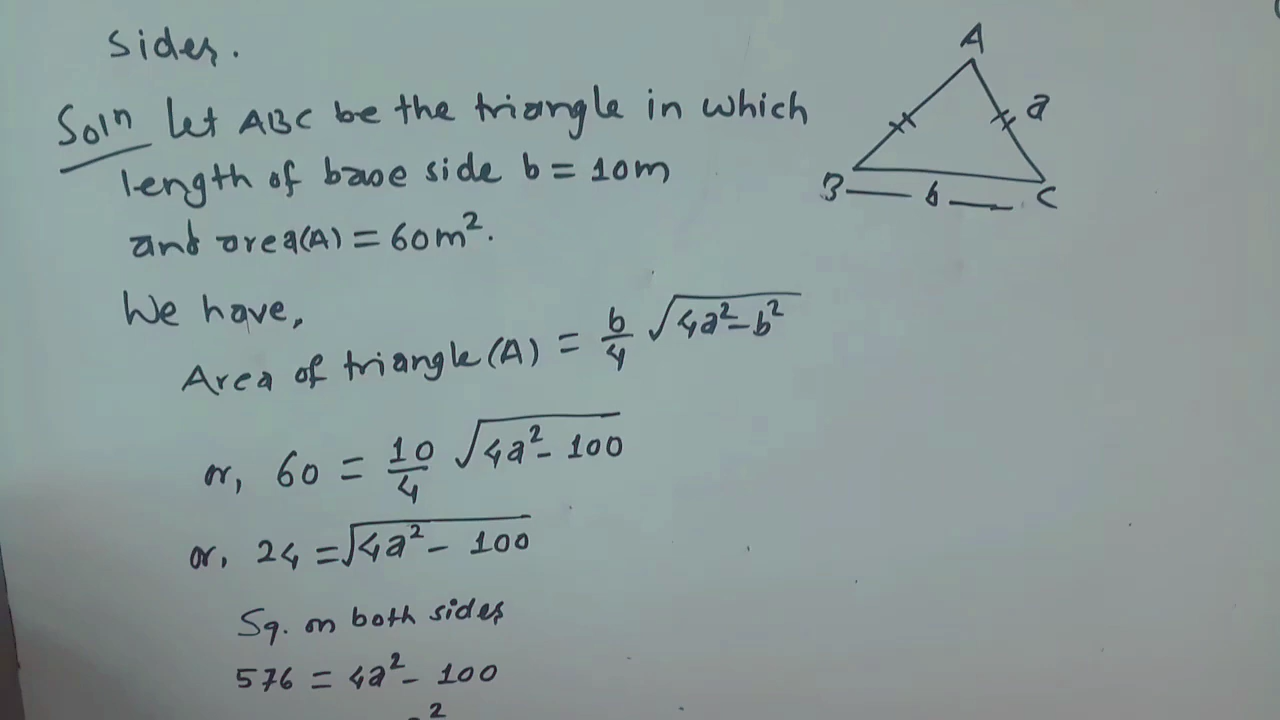 sides.
Solⁿ Let ABC be the triangle in which
length of base side b = 10m
and area(A) = 60m².
We have,
Area of triangle(A) = b/4 √(4a²-b²)
or, 60 = 10/4 √(4a²- 100)
or, 24 = √(4a² - 100)
Sq. on both sides
576 = 4a² - 100
2
A
a
B b C